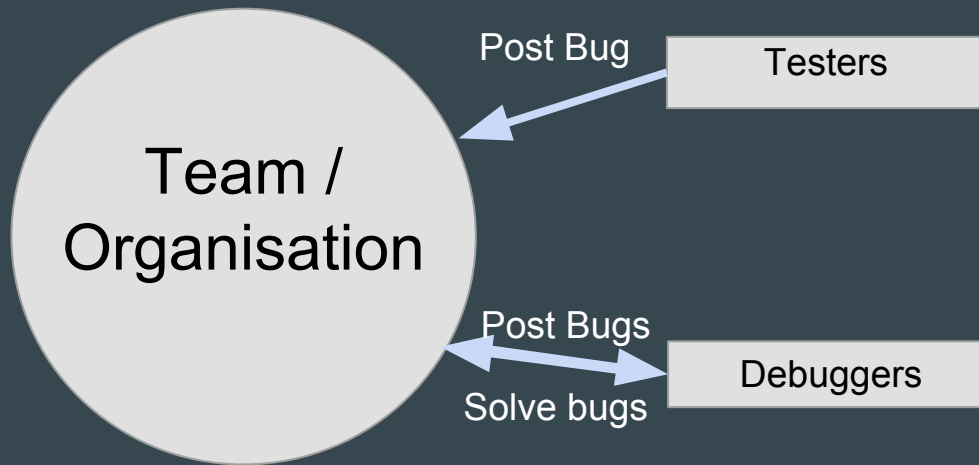 Post Bug
Testers
Team /
Organisation
Post Bugs
Debuggers
Solve bugs